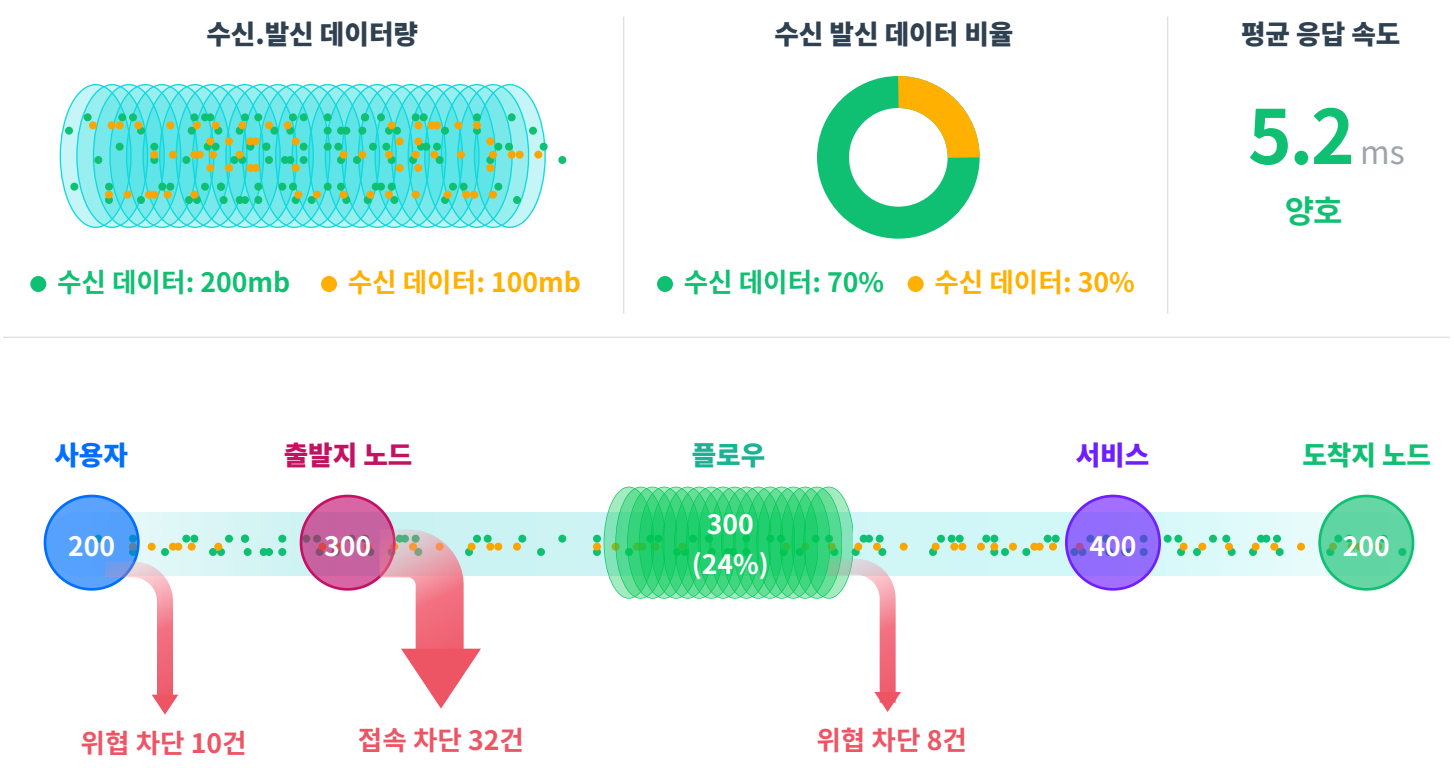 수신.발신 데이터량
수신 발신 데이터 비율
평균 응답 속도
5.2 ms
양호
수신 데이터: 200mb
수신 데이터: 100mb
수신 데이터: 70%
수신 데이터: 30%
사용자
출발지 노드
플로우
서비스
도착지 노드
200
300
300
(24%)
400
200
위협 차단 10건
접속 차단 32건
위협 차단 8건